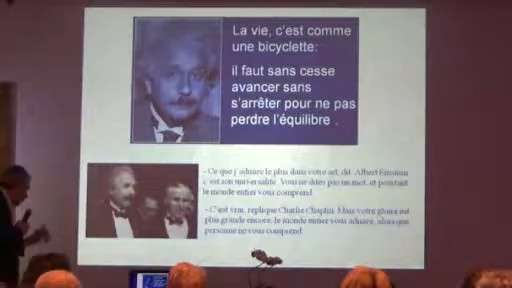 La vie, c'est comme
une bicyclette:
il faut sans cesse
avancer sans
s'arrêter pour ne pas
perdre l'équilibre .
- Ce que j'admire le plus dans votre art, dit Albert Einstein
c'est son universalité. Vous ne dites pas un mot, et pourtant
le monde entier vous comprend.
- C'est vrai, réplique Charlie Chaplin. Mais votre gloire est
plus grande encore: le monde entier vous admire, alors que
personne ne vous comprend.